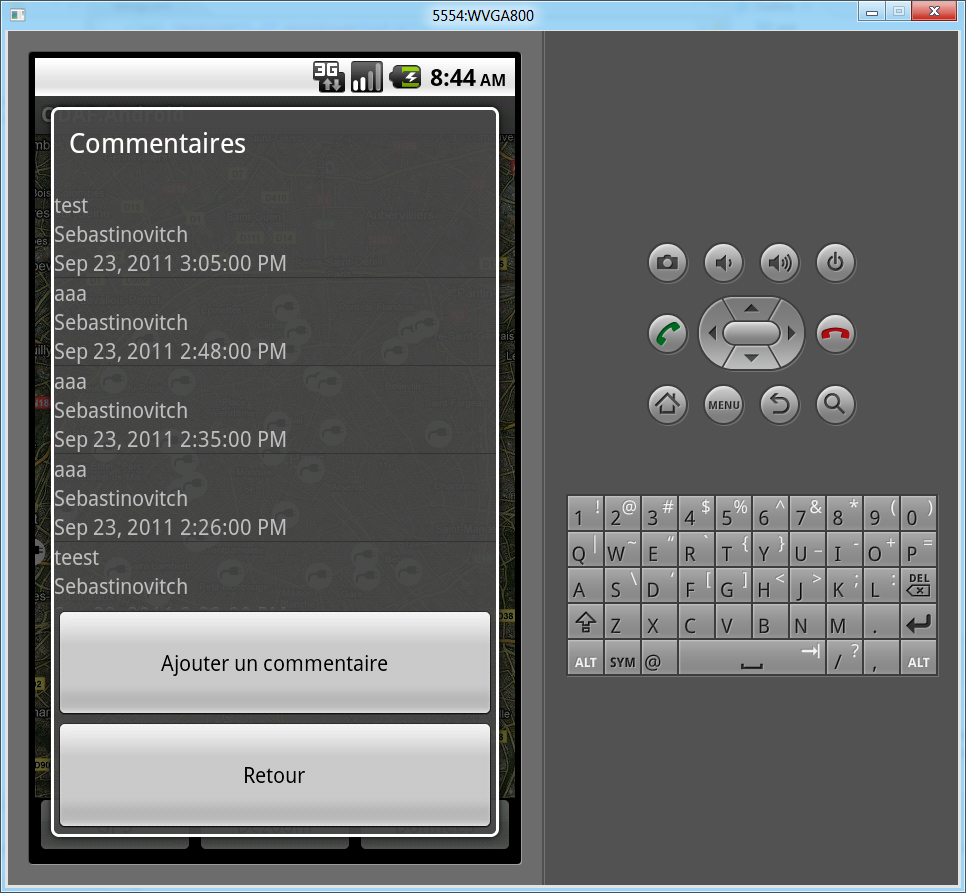 5554:WVGA800
3G
8:44 AM
Commentaires
test
Sebastinovitch
Sep 23, 2011 3:05:00 PM
aaa
Sebastinovitch
Sep 23, 2011 2:48:00 PM
aaa
Sebastinovitch
Sep 23, 2011 2:35:00 PM
aaa
Sebastinovitch
Sep 23, 2011 2:26:00 PM
teest
Sebastinovitch
Ajouter un commentaire
Retour
MENU
1 ! 2 @ 3 # 4 $ 5 % 6 ^ 7 & 8 * 9 ( 0 )
Q | W ~ E “ R ` T { Y } U _ I - O + P =
A S \ D ‘ F [ G ] H < J > K ; L : DEL
Z X C V B N M .
ALT SYM @ / ? , ALT